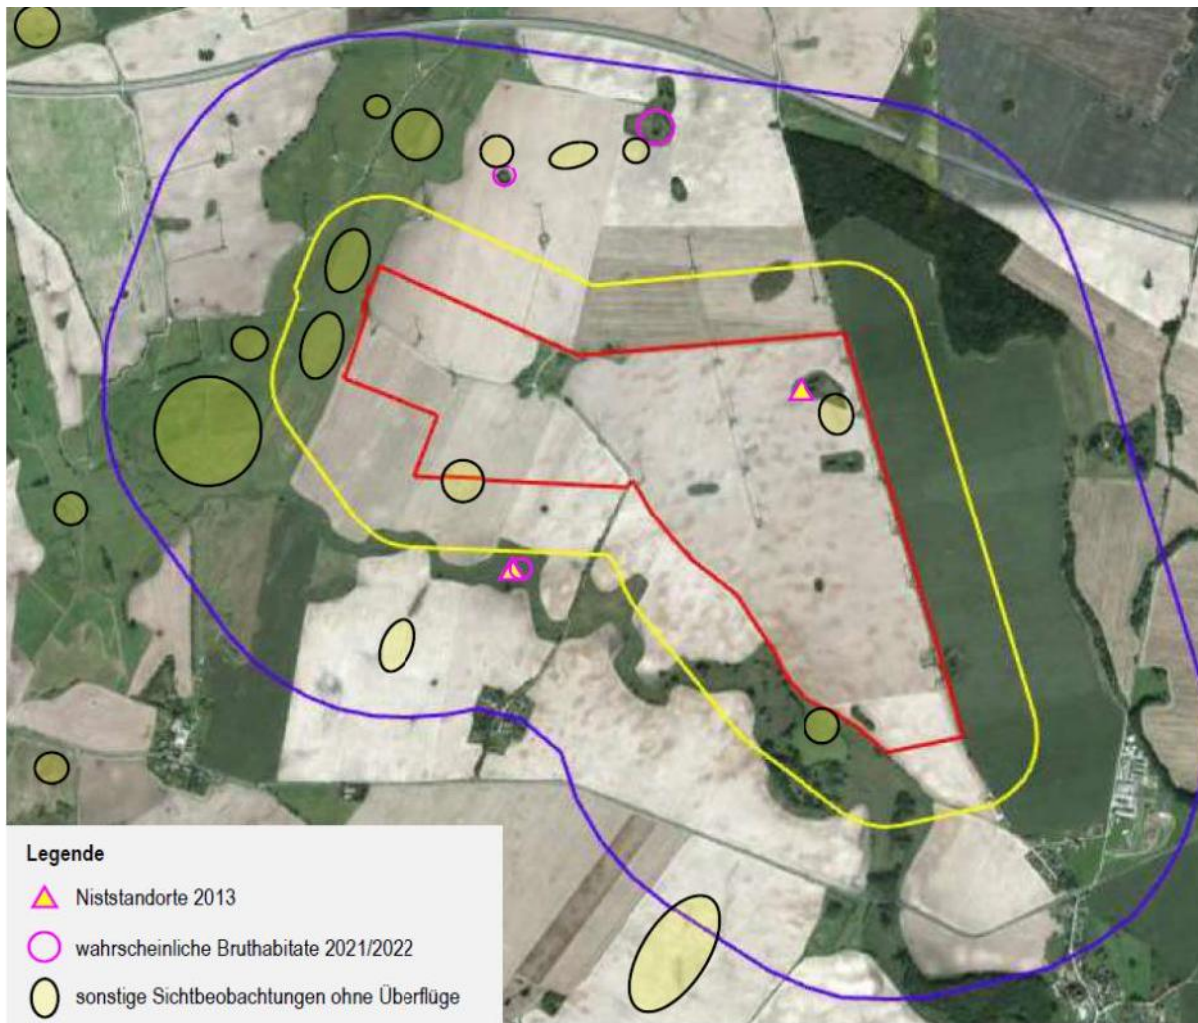 Legende
Niststandorte 2013
wahrscheinliche Bruthabitate 2021/2022
sonstige Sichtbeobachtungen ohne Überflüge